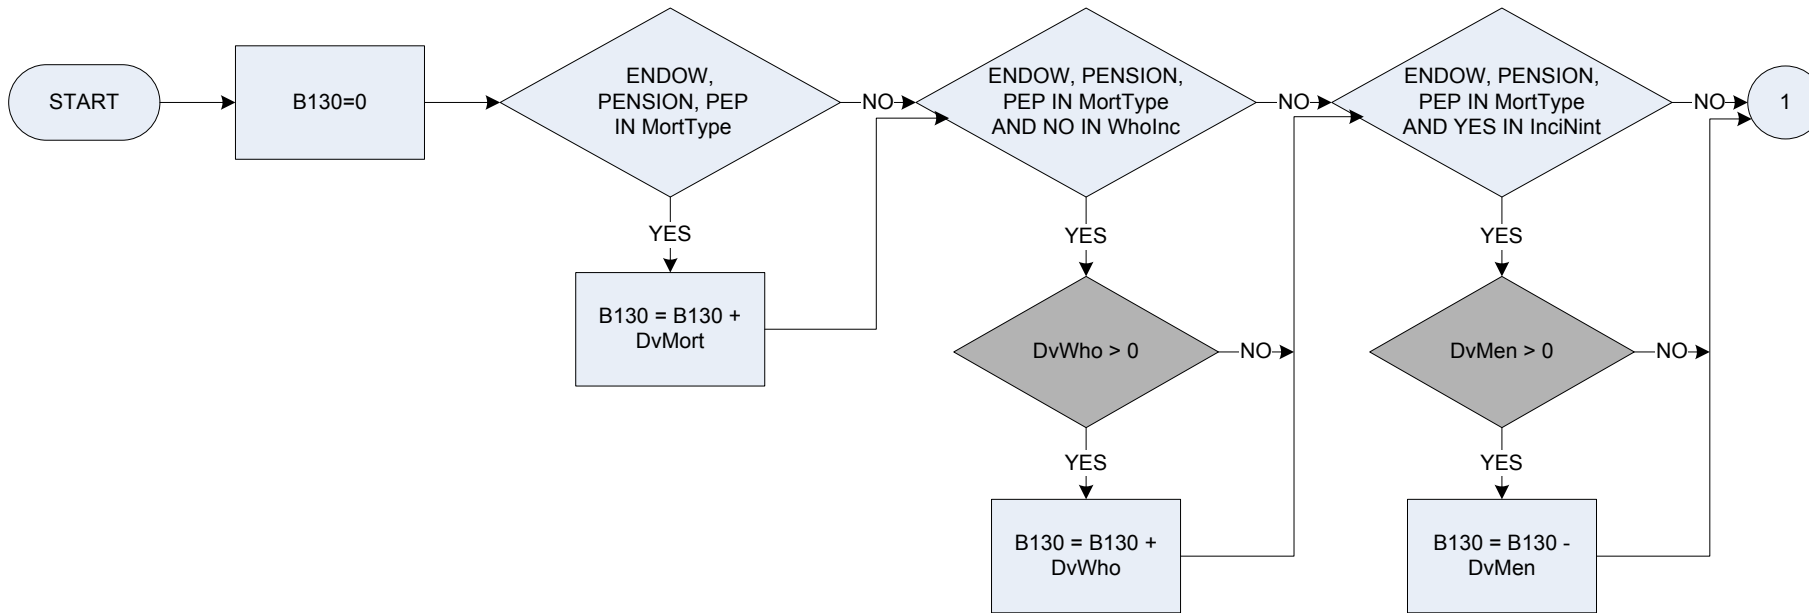 START
B130=0
ENDOW,
PENSION, PEP
IN MortType
NO
ENDOW, PENSION,
PEP IN MortType
AND NO IN WhoInc
NO
ENDOW, PENSION,
PEP IN MortType
AND YES IN InciNint
NO
1
YES
YES
YES
B130 = B130 +
DvMort
DvWho > 0
NO
DvMen > 0
NO
YES
YES
B130 = B130 +
DvWho
B130 = B130 -
DvMen